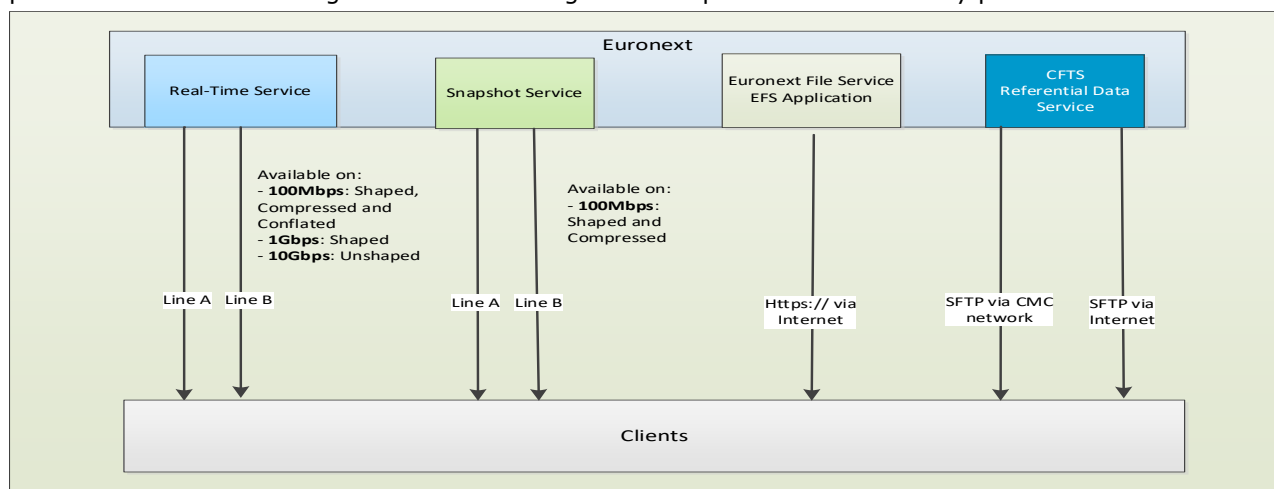 Euronext
Real-Time Service
Snapshot Service
Euronext File Service
EFS Application
CFTS
Referential Data
Service
Available on:
- 100Mbps: Shaped,
Compressed and
Conflated
- 1Gbps: Shaped
- 10Gbps: Unshaped
Available on:
- 100Mbps:
Shaped and
Compressed
Line A
Line B
Line A
Line B
Https:// via
Internet
SFTP via CMC
network
SFTP via
Internet
Clients